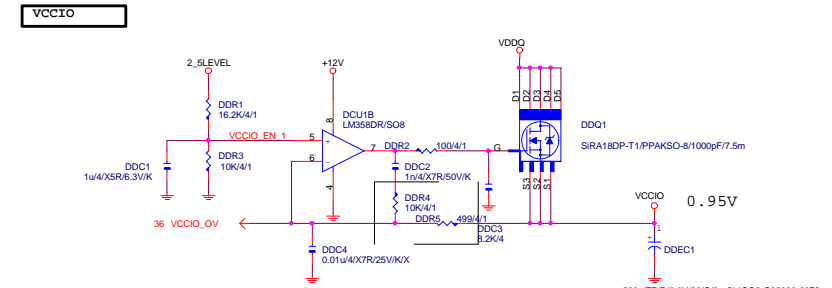 VCCIO
VDDQ
2_5LEVEL
+12V
D1
D2
D3
D4
D5
DDR1
16.2K/4/1
8
DCU1B
LM358DR/SO8
DDQ1
VCCIO_EN_1
5
+
6
-
7
DDR2
100/4/1
G
SiRA18DP-T1/PPAKSO-8/1000pF/7.5m
DDC1
1u/4/X5R/6.3V/K
DDR3
10K/4/1
DDC2
1n/4/X7R/50V/K
4
S3
S2
S1
DDR4
10K/4/1
VCCIO
0.95V
36 VCCIO_OV
DDR5
499/4/1
DDC3
8.2K/4
1
+
DDC4
0.01u/4/X7R/25V/K/X
DDEC1